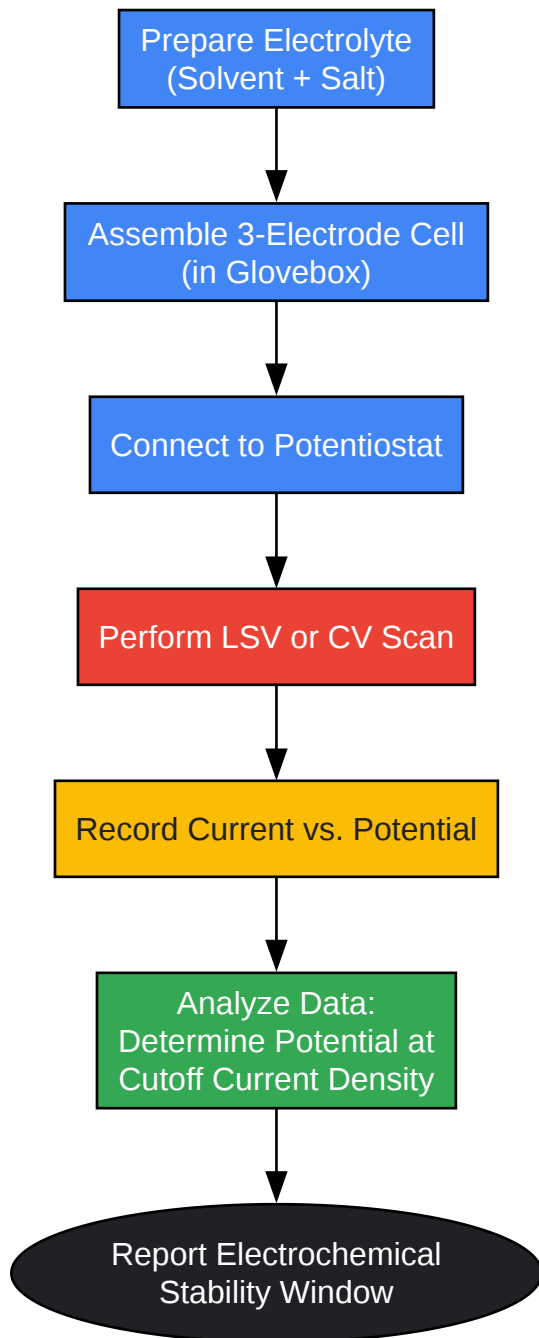 Prepare Electrolyte
(Solvent + Salt)
Assemble 3-Electrode Cell
(in Glovebox)
Connect to Potentiostat
Perform LSV or CV Scan
Record Current vs. Potential
Analyze Data:
Determine Potential at
Cutoff Current Density
Report Electrochemical
Stability Window